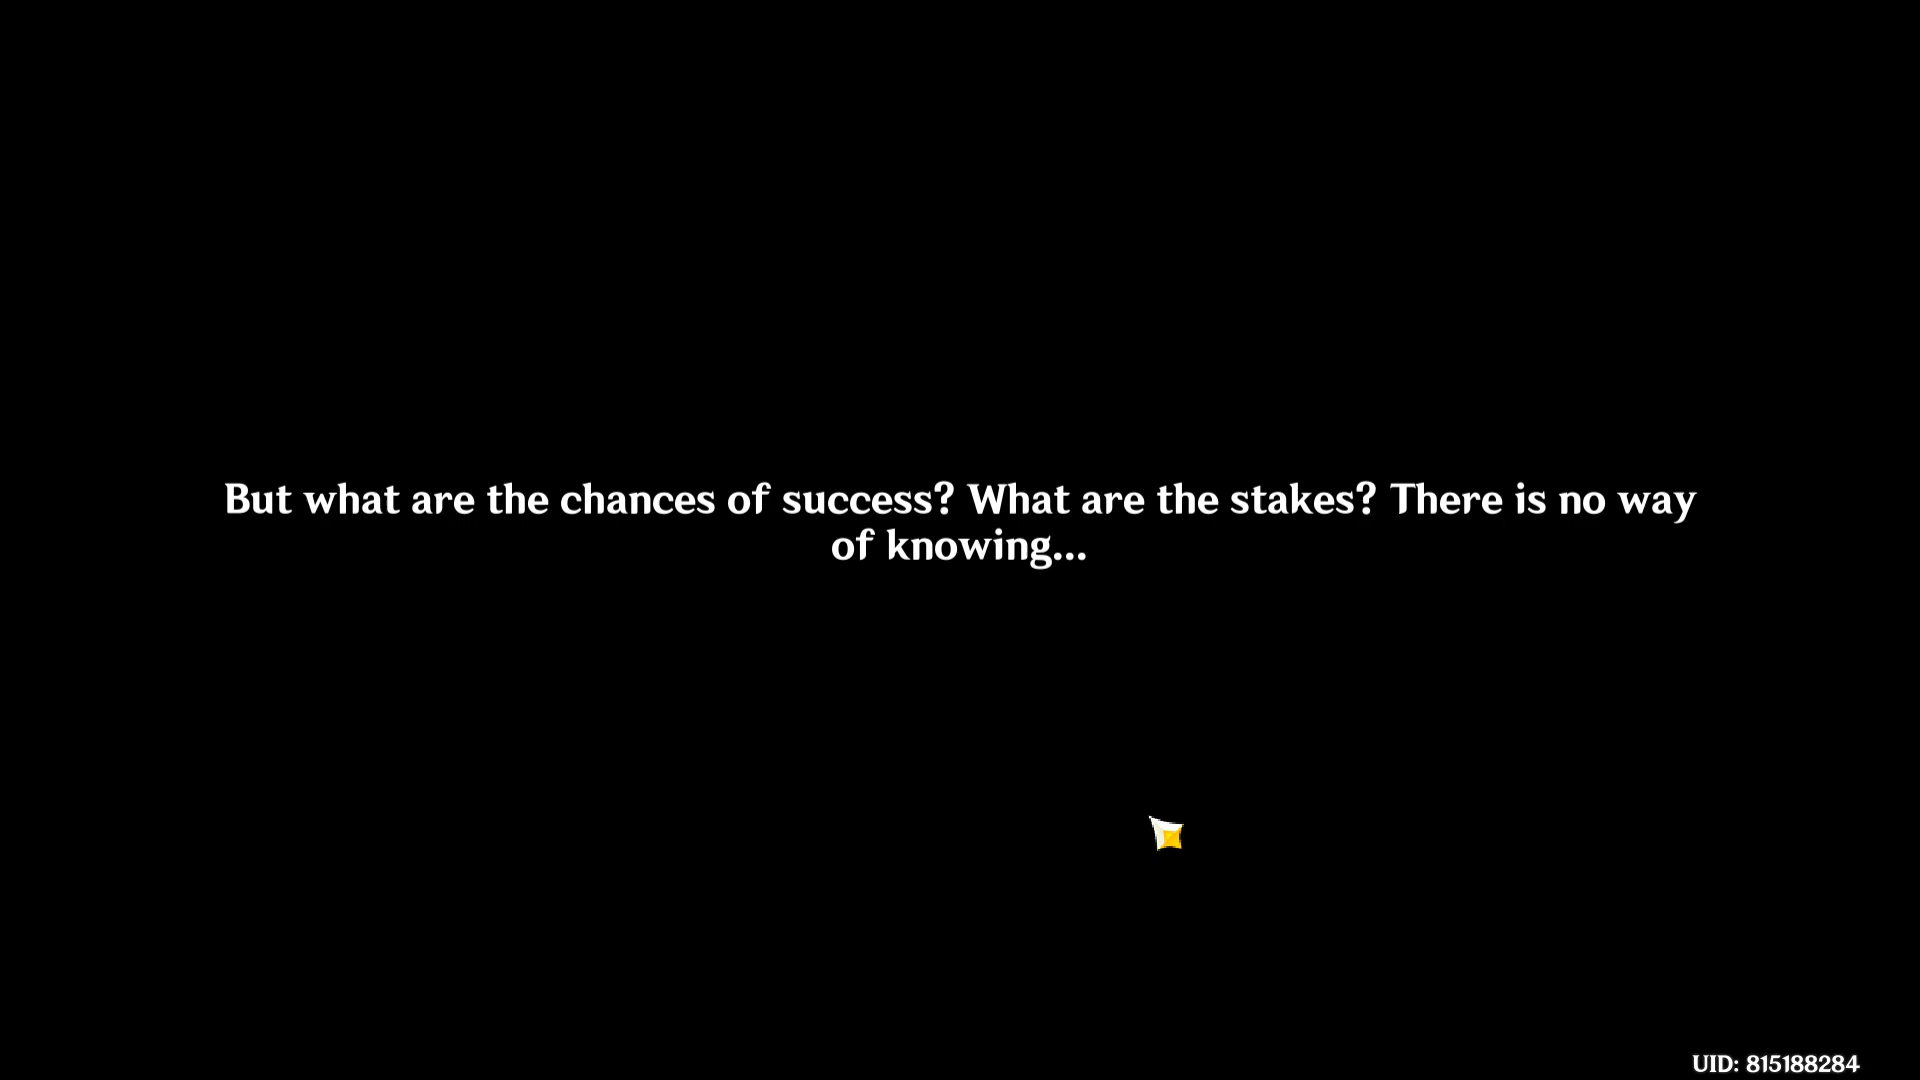 But what are the chances of success? What are the stakes? There is no way
of knowing...
UID: 815188284